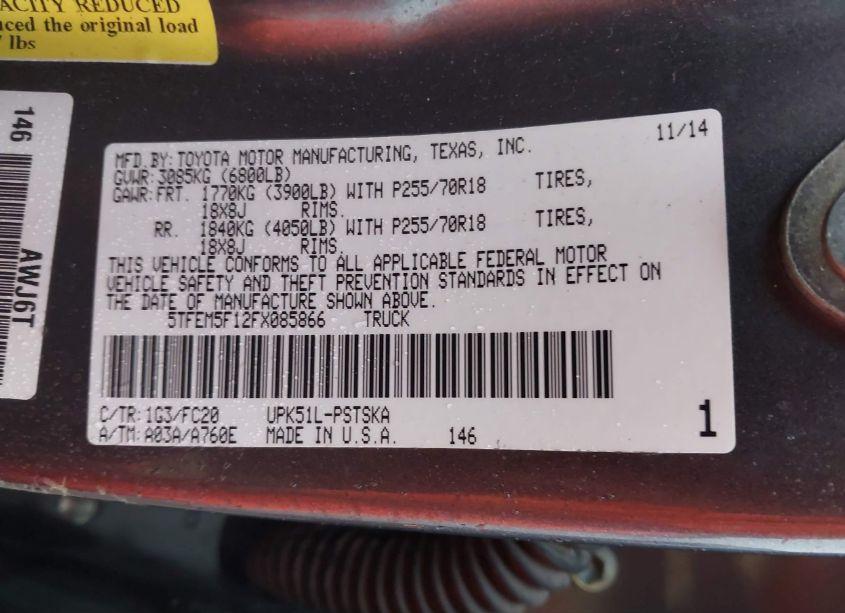 ACITY REDUCED
ced the original load
lbs
146
AWJ6T
11/14
MFD. BY: TOYOTA MOTOR MANUFACTURING, TEXAS, INC.
GVWR: 3085KG (6800LB)
GAWR: FRT. 1770KG (3900LB) WITH P255/70R18 TIRES,
18X8J RIMS.
RR. 1840KG (4050LB) WITH P255/70R18 TIRES,
18X8J RIMS.
THIS VEHICLE CONFORMS TO ALL APPLICABLE FEDERAL MOTOR
VEHICLE SAFETY AND THEFT PREVENTION STANDARDS IN EFFECT ON
THE DATE OF MANUFACTURE SHOWN ABOVE.
5TFEM5F12FX085866 TRUCK
C/TR: 1G3/FC20 UPK51L-PSTSKA
A/TM: A03A/A760E MADE IN U.S.A. 146
1